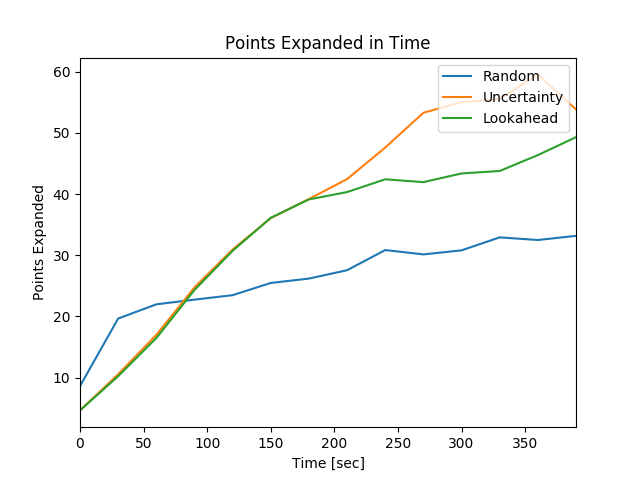 Points Expanded in Time
Random
Uncertainty
Lookahead
60
50
40
30
20
10
Points Expanded
0
50
100
150
200
250
300
350
Time [sec]